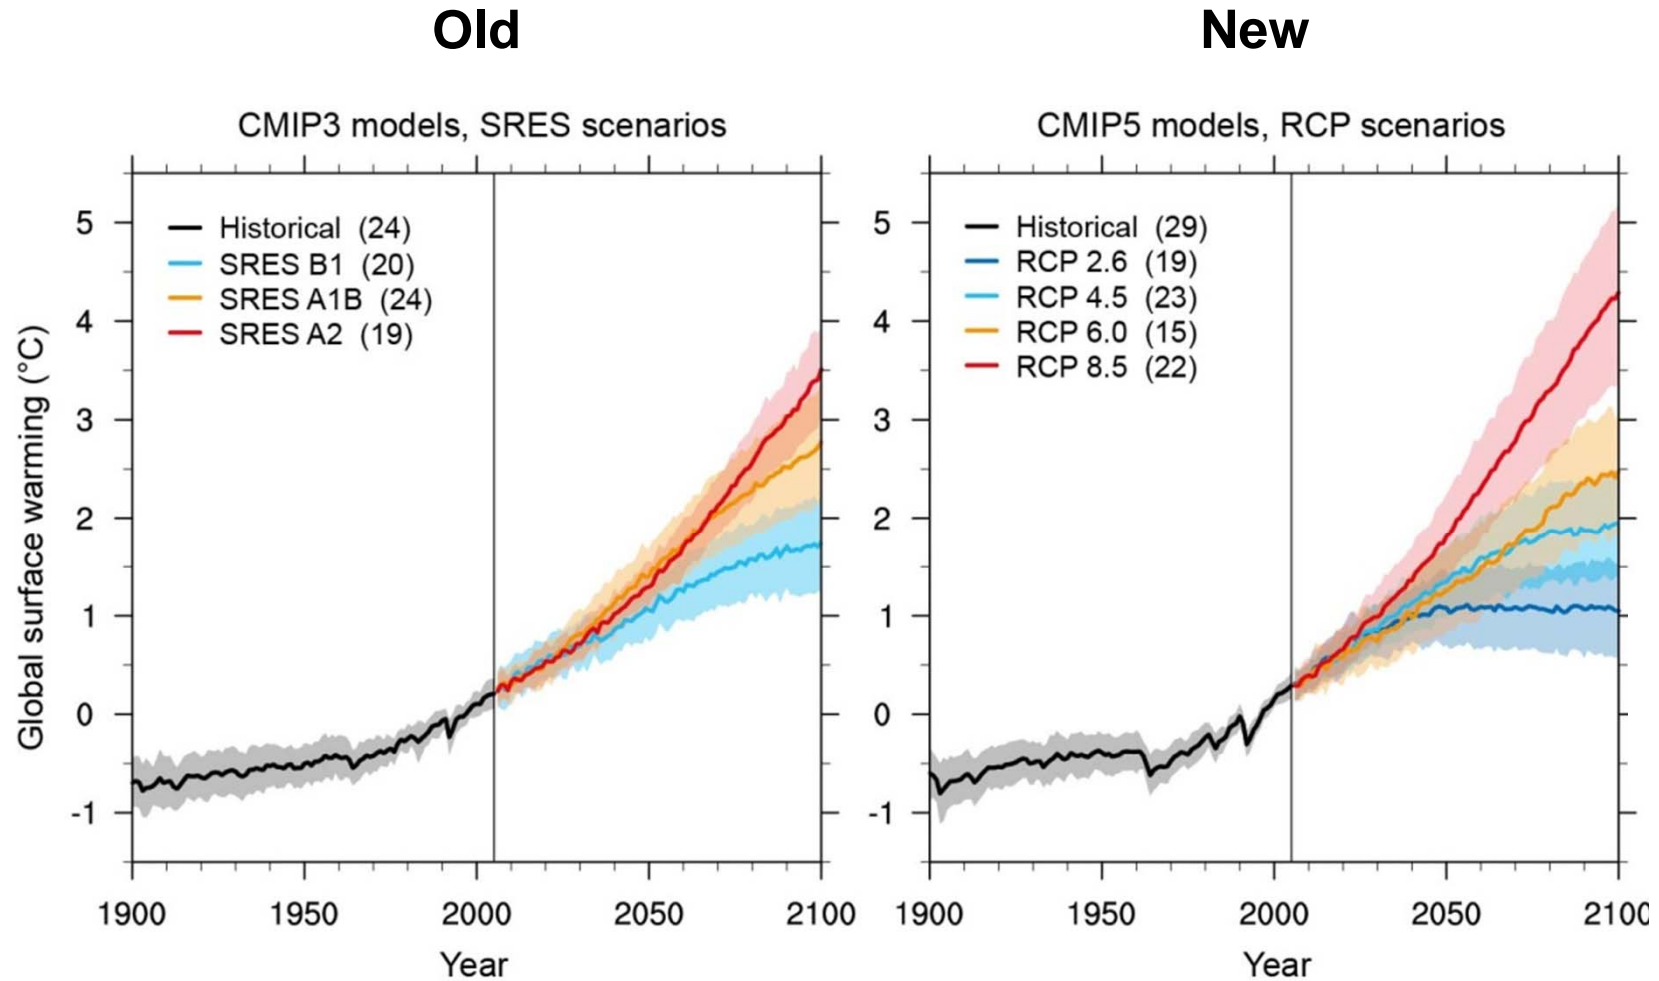 Old
New
CMIP3 models, SRES scenarios
CMIP5 models, RCP scenarios
Global surface warming (°C)
5
4
3
2
1
0
-1
Historical (24)
SRES B1 (20)
SRES A1B (24)
SRES A2 (19)
1900 1950 2000 2050 2100
Year
5
4
3
2
1
0
-1
Historical (29)
RCP 2.6 (19)
RCP 4.5 (23)
RCP 6.0 (15)
RCP 8.5 (22)
1900 1950 2000 2050 2100
Year